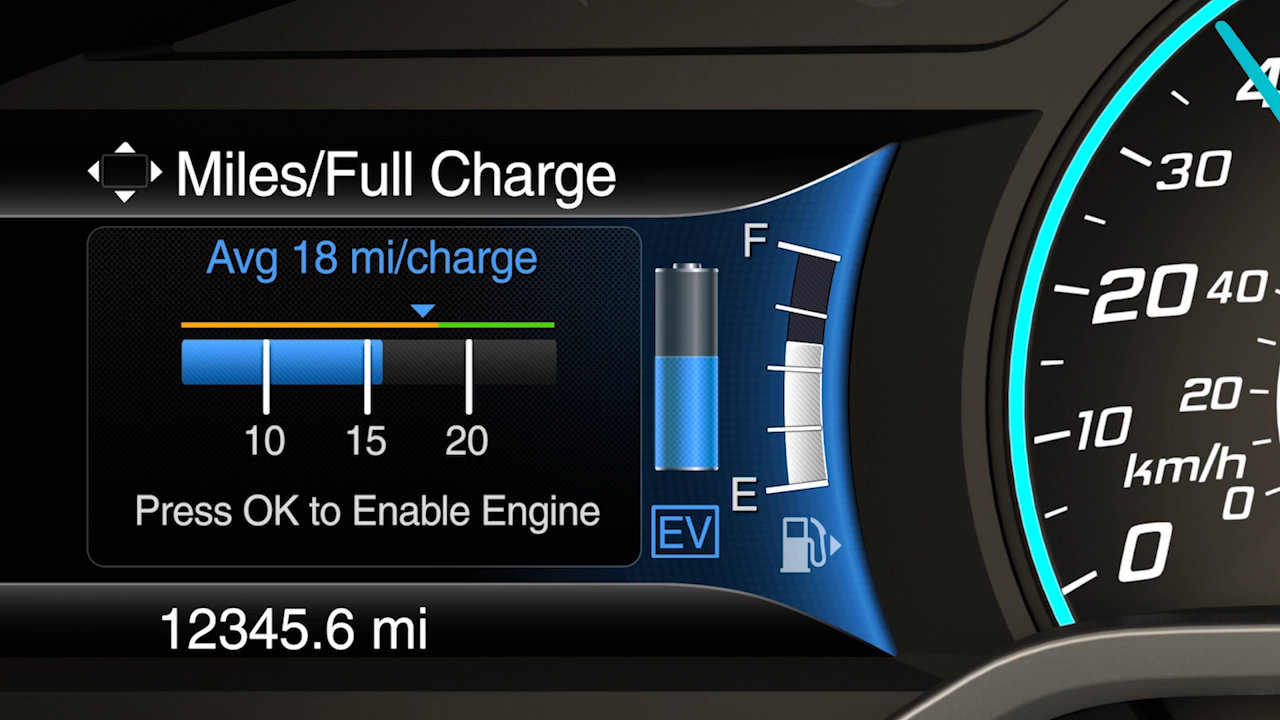 Miles/Full Charge
Avg 18 mi/charge
10 15 20
Press OK to Enable Engine
12345.6 mi
F
E
EV
4
30
20
40
10
20
km/h
0
0